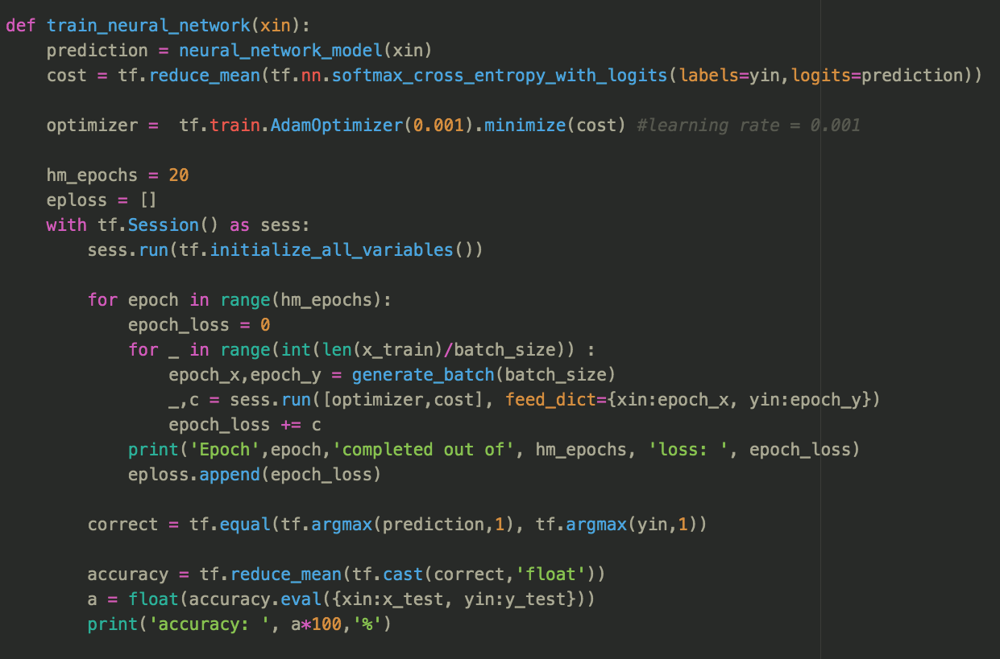 def train_neural_network(xin):
    prediction = neural_network_model(xin)
    cost = tf.reduce_mean(tf.nn.softmax_cross_entropy_with_logits(labels=yin,logits=prediction))

    optimizer =  tf.train.AdamOptimizer(0.001).minimize(cost) #learning rate = 0.001

    hm_epochs = 20
    eploss = []
    with tf.Session() as sess:
        sess.run(tf.initialize_all_variables())

        for epoch in range(hm_epochs):
            epoch_loss = 0
            for _ in range(int(len(x_train)/batch_size)) :
                epoch_x,epoch_y = generate_batch(batch_size)
                _,c = sess.run([optimizer,cost], feed_dict={xin:epoch_x, yin:epoch_y})
                epoch_loss += c
            print('Epoch',epoch,'completed out of', hm_epochs, 'loss: ', epoch_loss)
            eploss.append(epoch_loss)

        correct = tf.equal(tf.argmax(prediction,1), tf.argmax(yin,1))

        accuracy = tf.reduce_mean(tf.cast(correct,'float'))
        a = float(accuracy.eval({xin:x_test, yin:y_test}))
        print('accuracy: ', a*100,'%')